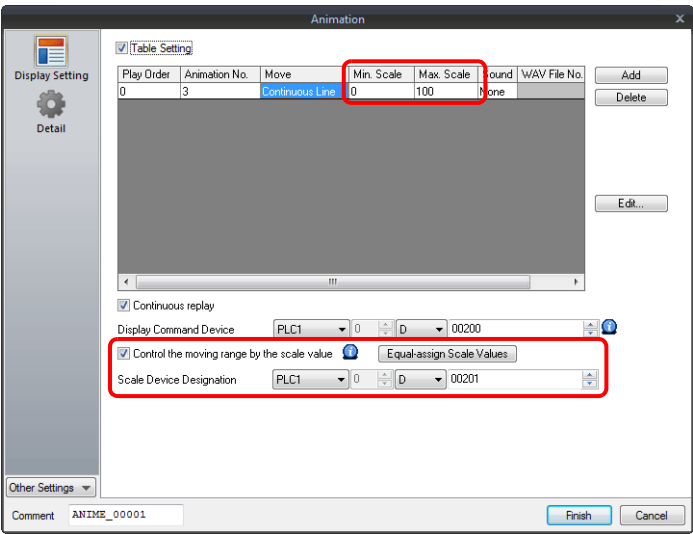 Animation
x
Display Setting
Detail
Table Setting
Play Order Animation No. Move Min. Scale Max. Scale Sound WAV File No.
0 3 Continuous Line 0 100 None
Add
Delete
Edit...
Continuous replay
Display Command Device PLC1 0 D 00200
Control the moving range by the scale value Equal-assign Scale Values
Scale Device Designation PLC1 0 D 00201
Other Settings
Comment ANIME_00001 Finish Cancel